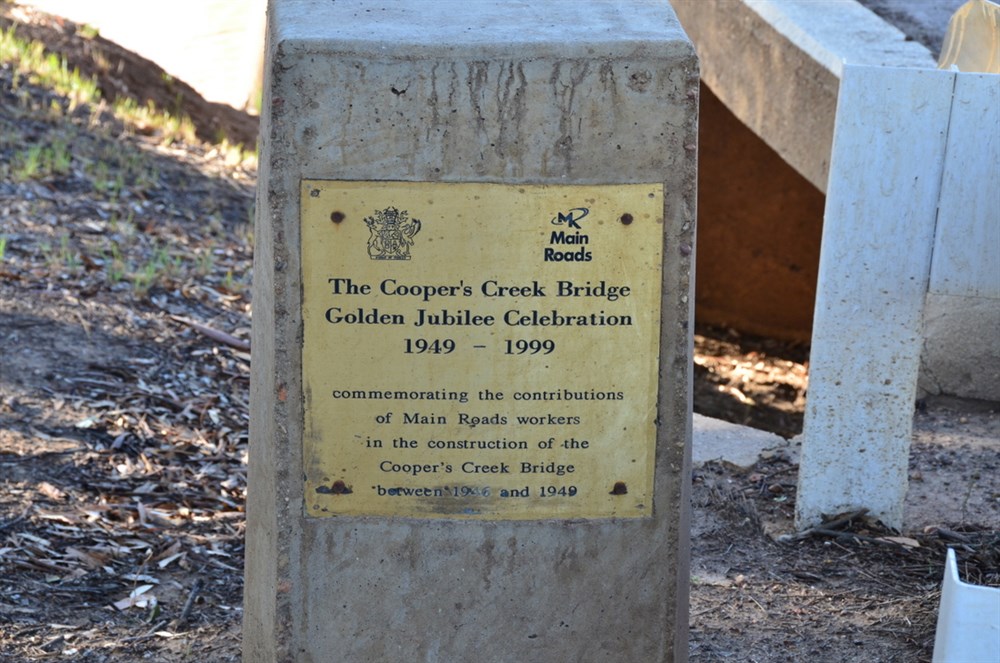 MR
Main
Roads
The Cooper's Creek Bridge
Golden Jubilee Celebration
1949 - 1999
commemorating the contributions
of Main Roads workers
in the construction of the
Cooper's Creek Bridge
between and 1949